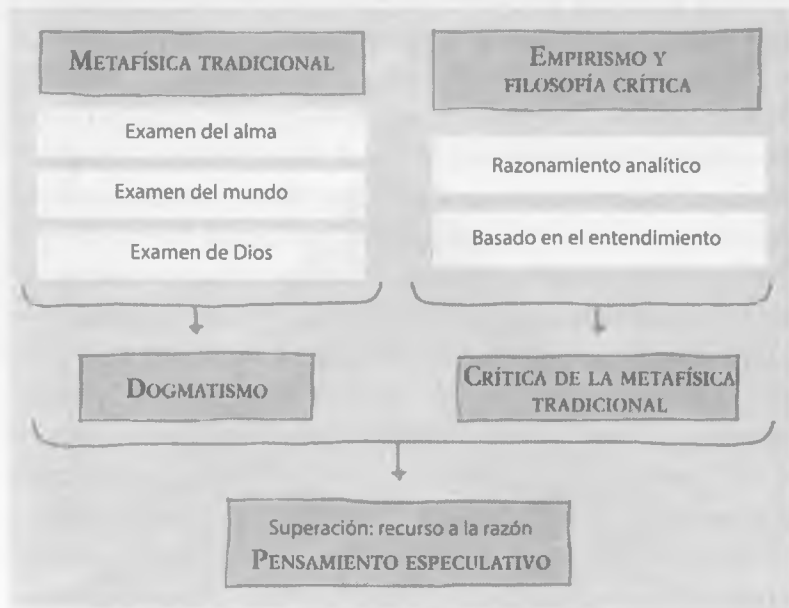 METAFÍSICA TRADICIONAL
Examen del alma
Examen del mundo
Examen de Dios
DOGMATISMO
EMPIRISMO Y
FILOSOFÍA CRÍTICA
Razonamiento analítico
Basado en el entendimiento
CRÍTICA DE LA METAFÍSICA
TRADICIONAL
Superación: recurso a la razón
PENSAMIENTO ESPECULATIVO